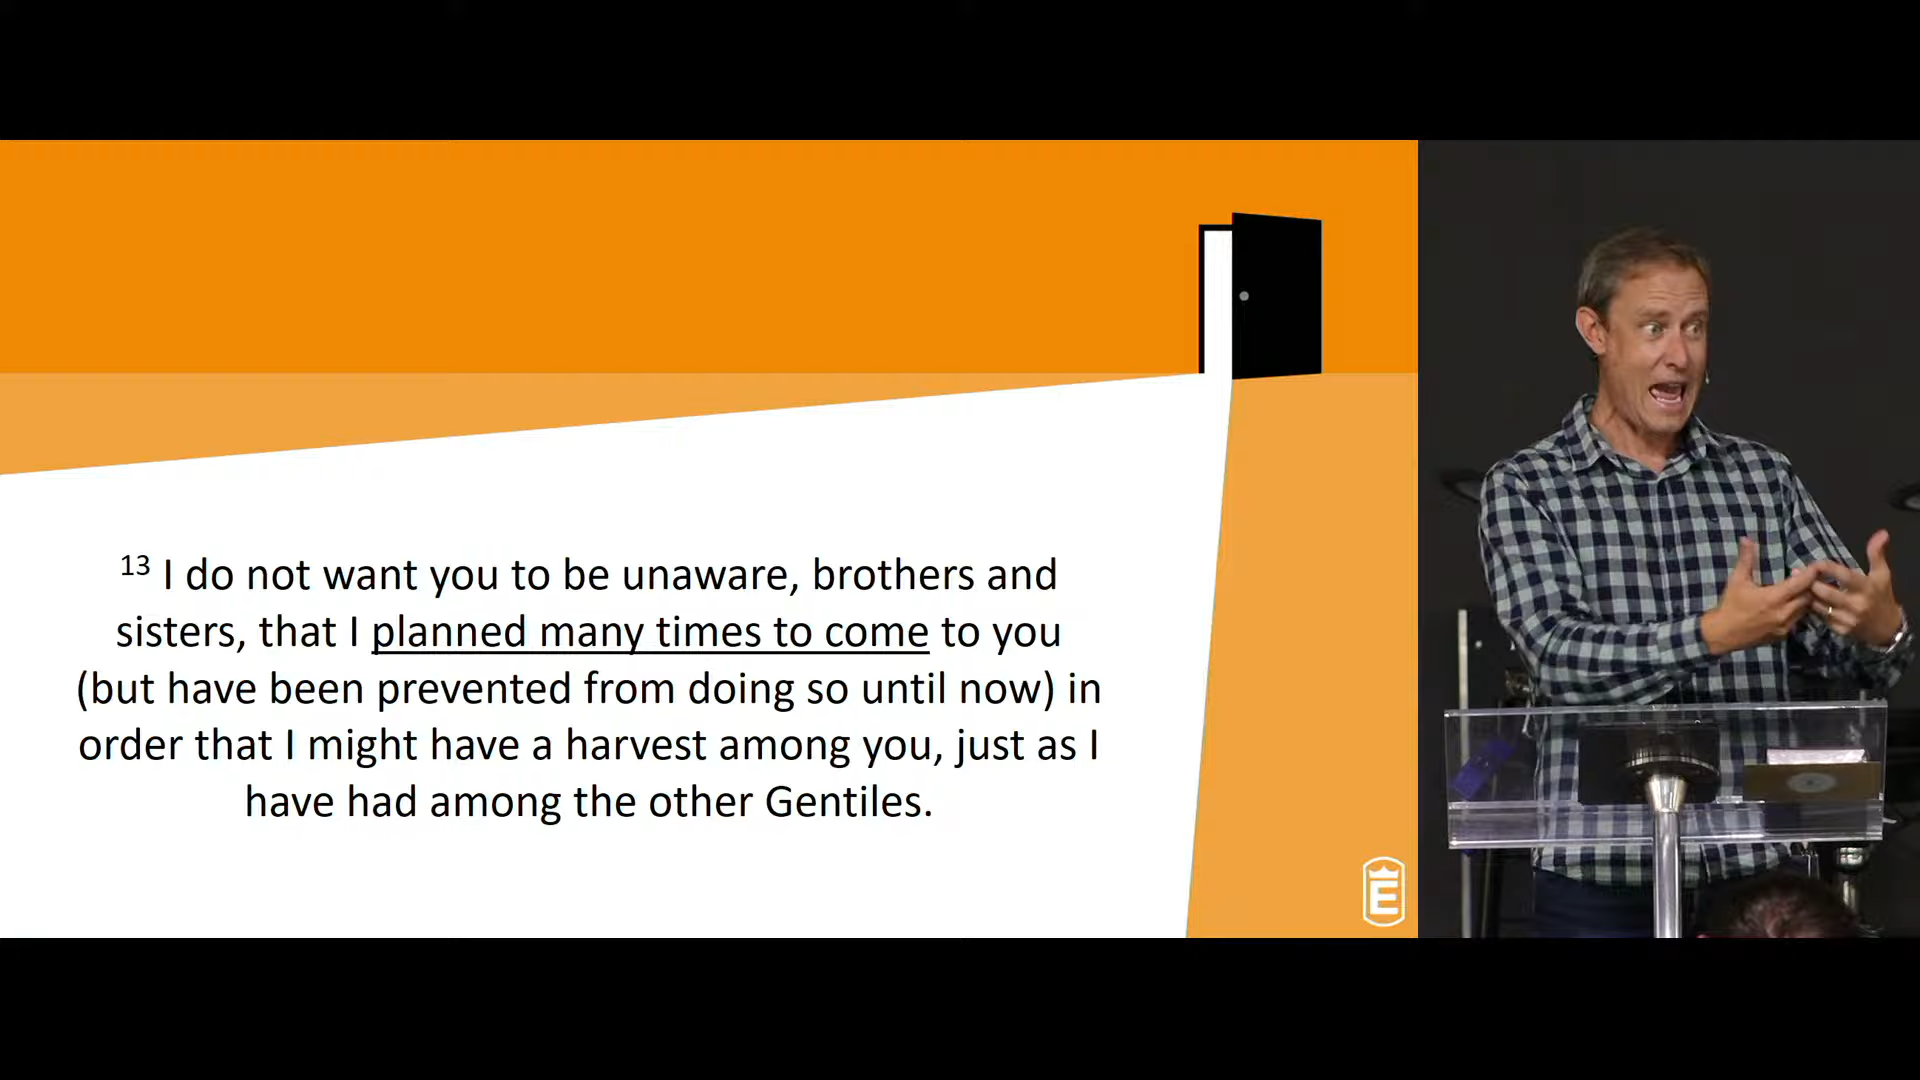 13 I do not want you to be unaware, brothers and
sisters, that I planned many times to come to you
(but have been prevented from doing so until now) in
order that I might have a harvest among you, just as I
have had among the other Gentiles.
E